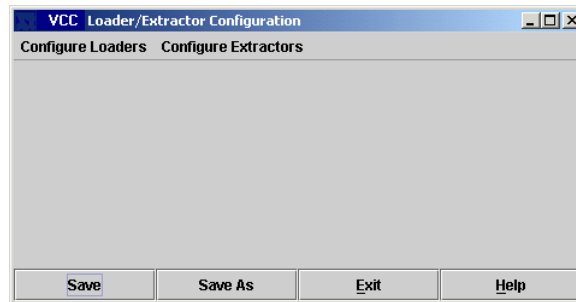 VCC Loader/Extractor Configuration
Configure Loaders Configure Extractors
Save Save As Exit Help